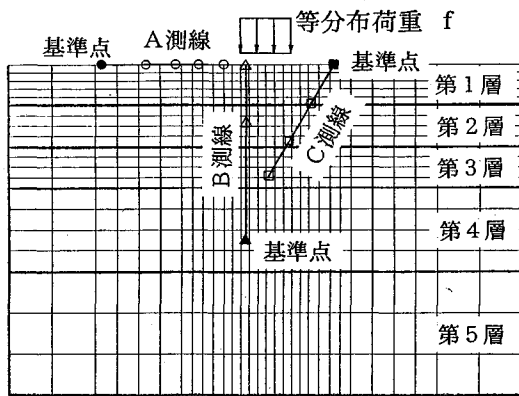 等分布荷重 f
A測線
基準点
基準点
第1層
第2層
B測線
C測線
第3層
第4層
基準点
第5層